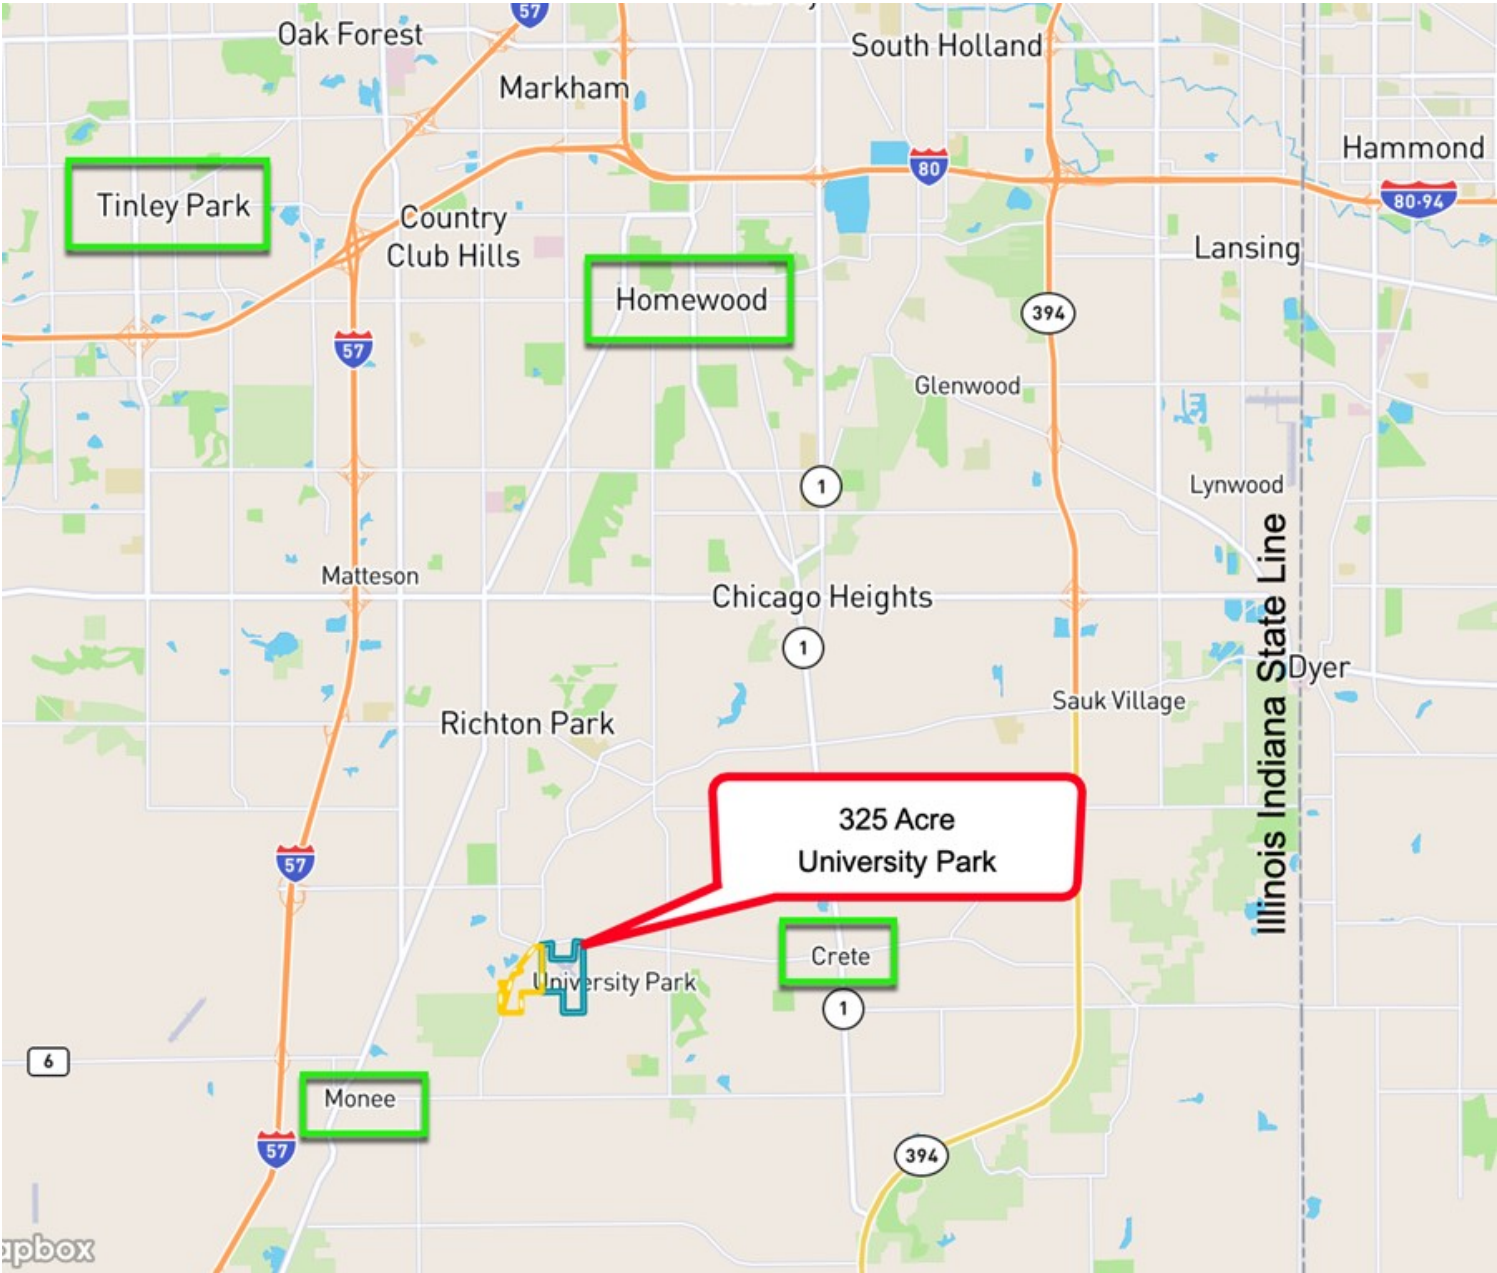 57
Oak Forest
South Holland
Markham
Hammond
80
80-94
Tinley Park
Country
Club Hills
Lansing
Homewood
394
57
Glenwood
1
Lynwood
Matteson
Chicago Heights
1
Illinois Indiana State Line
Dyer
Sauk Village
Richton Park
325 Acre
University Park
57
Crete
University Park
1
6
Monee
57
394
apbox